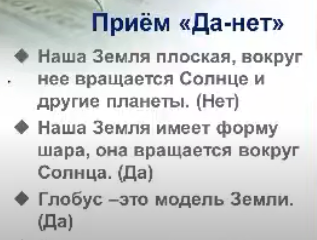 Приём «Да-нет»
Наша Земля плоская, вокруг
нее вращается Солнце и
другие планеты. (Нет)
Наша Земля имеет форму
шара, она вращается вокруг
Солнца. (Да)
Глобус –это модель Земли.
(Да)